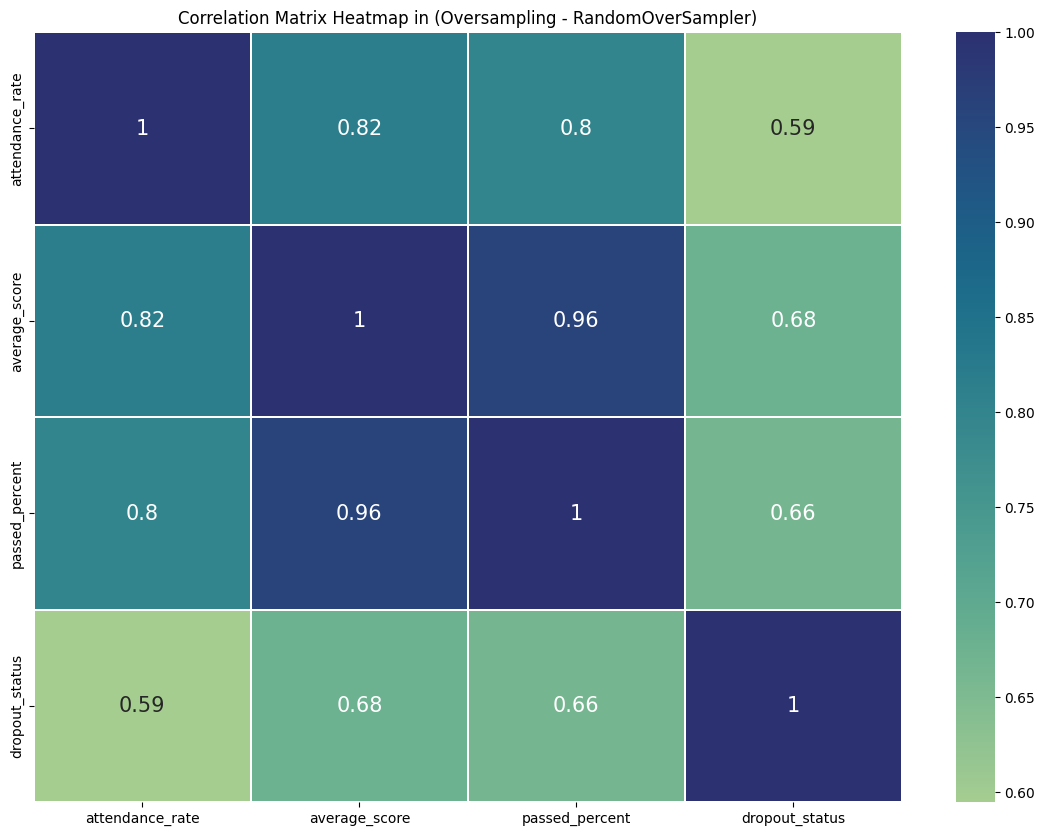 Correlation Matrix Heatmap in (Oversampling - RandomOverSampler)
attendance_rate
1 0.82 0.8 0.59
average_score
0.82 1 0.96 0.68
passed_percent
0.8 0.96 1 0.66
dropout_status
0.59 0.68 0.66 1
attendance_rate average_score passed_percent dropout_status
1.00
0.95
0.90
0.85
0.80
0.75
0.70
0.65
0.60